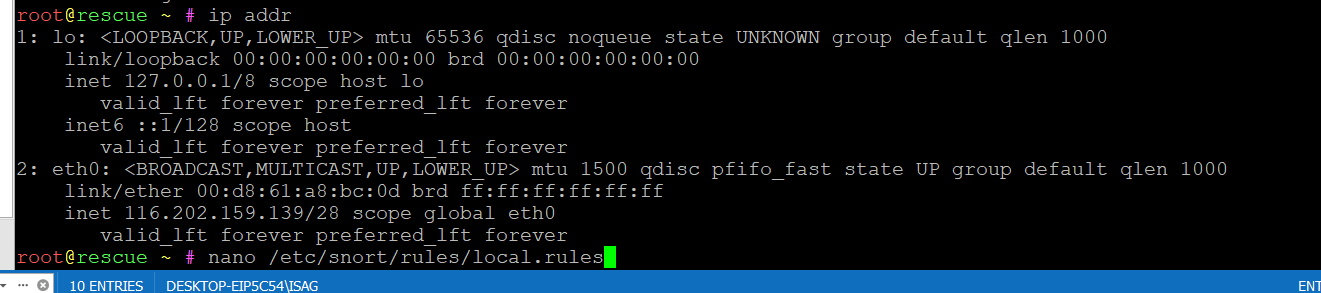 root@rescue ~ # ip addr
1: lo: <LOOPBACK,UP,LOWER_UP> mtu 65536 qdisc noqueue state UNKNOWN group default qlen 1000
    link/loopback 00:00:00:00:00:00 brd 00:00:00:00:00:00
    inet 127.0.0.1/8 scope host lo
       valid_lft forever preferred_lft forever
    inet6 ::1/128 scope host
       valid_lft forever preferred_lft forever
2: eth0: <BROADCAST,MULTICAST,UP,LOWER_UP> mtu 1500 qdisc pfifo_fast state UP group default qlen 1000
    link/ether 00:d8:61:a8:bc:0d brd ff:ff:ff:ff:ff:ff
    inet 116.202.159.139/28 scope global eth0
       valid_lft forever preferred_lft forever
root@rescue ~ # nano /etc/snort/rules/local.rules
10 ENTRIES DESKTOP-EIP5C54\ISAG ENT